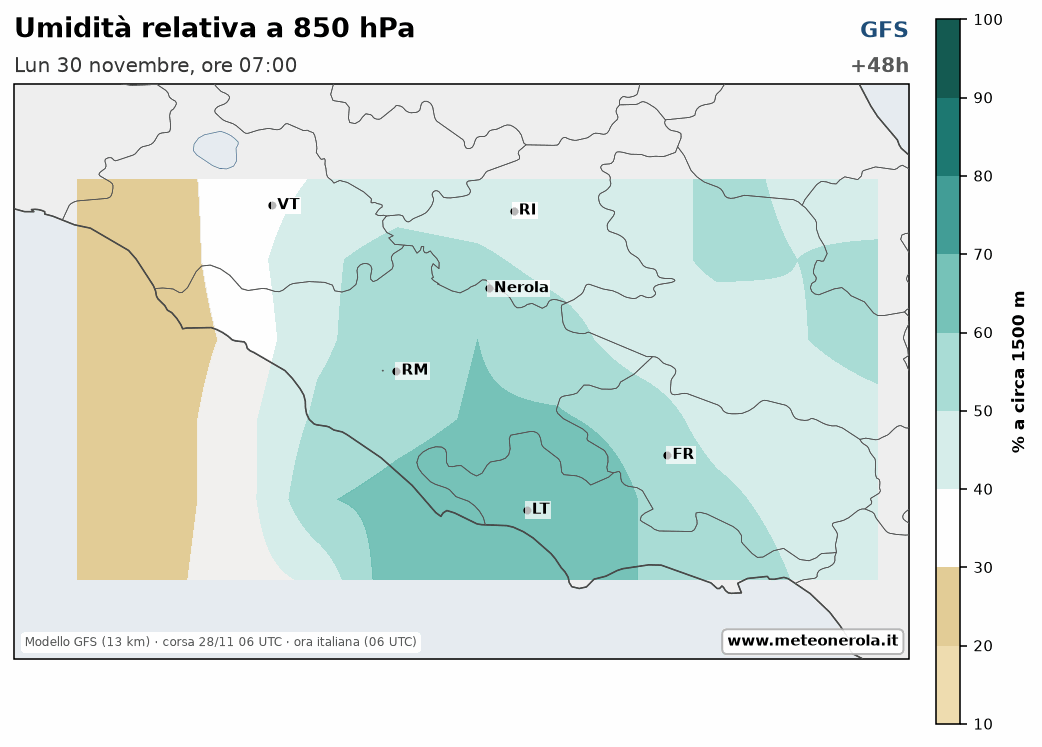 Umidità relativa a 850 hPa
GFS
Lun 30 novembre, ore 07:00
+48h
VT
RI
Nerola
RM
FR
LT
Modello GFS (13 km) · corsa 28/11 06 UTC · ora italiana (06 UTC)
www.meteonerola.it
100
90
80
70
60
50
40
30
20
10
% a circa 1500 m